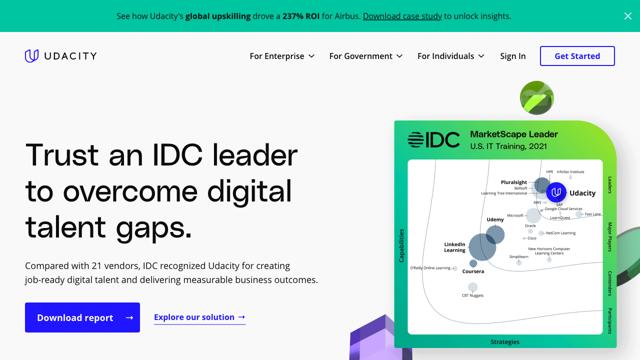 See how Udacity's global upskilling drove a 237% ROI for Airbus. Download case study to unlock insights.
UDACITY
For Enterprise
For Government
For Individuals
Sign In
Get Started
Trust an IDC leader
to overcome digital
talent gaps.
Compared with 21 vendors, IDC recognized Udacity for creating
job-ready digital talent and delivering measurable business outcomes.
Download report →
Explore our solution →
IDC
MarketScape Leader
U.S. IT Training, 2021
Capabilities
Strategies
Leaders
Major Players
Contenders
Participants
HPE
Infosec Institute
Pluralsight
Skillsoft
Learning Tree International
Udacity
AWS
Google Cloud Services
Microsoft
LearnQuest
Fast Lane
Udemy
Oracle
NetCom Learning
Cisco
LinkedIn
Learning
New Horizons Computer
Learning Centers
Simplilearn
O'Reilly Online Learning
Coursera
CBT Nuggets